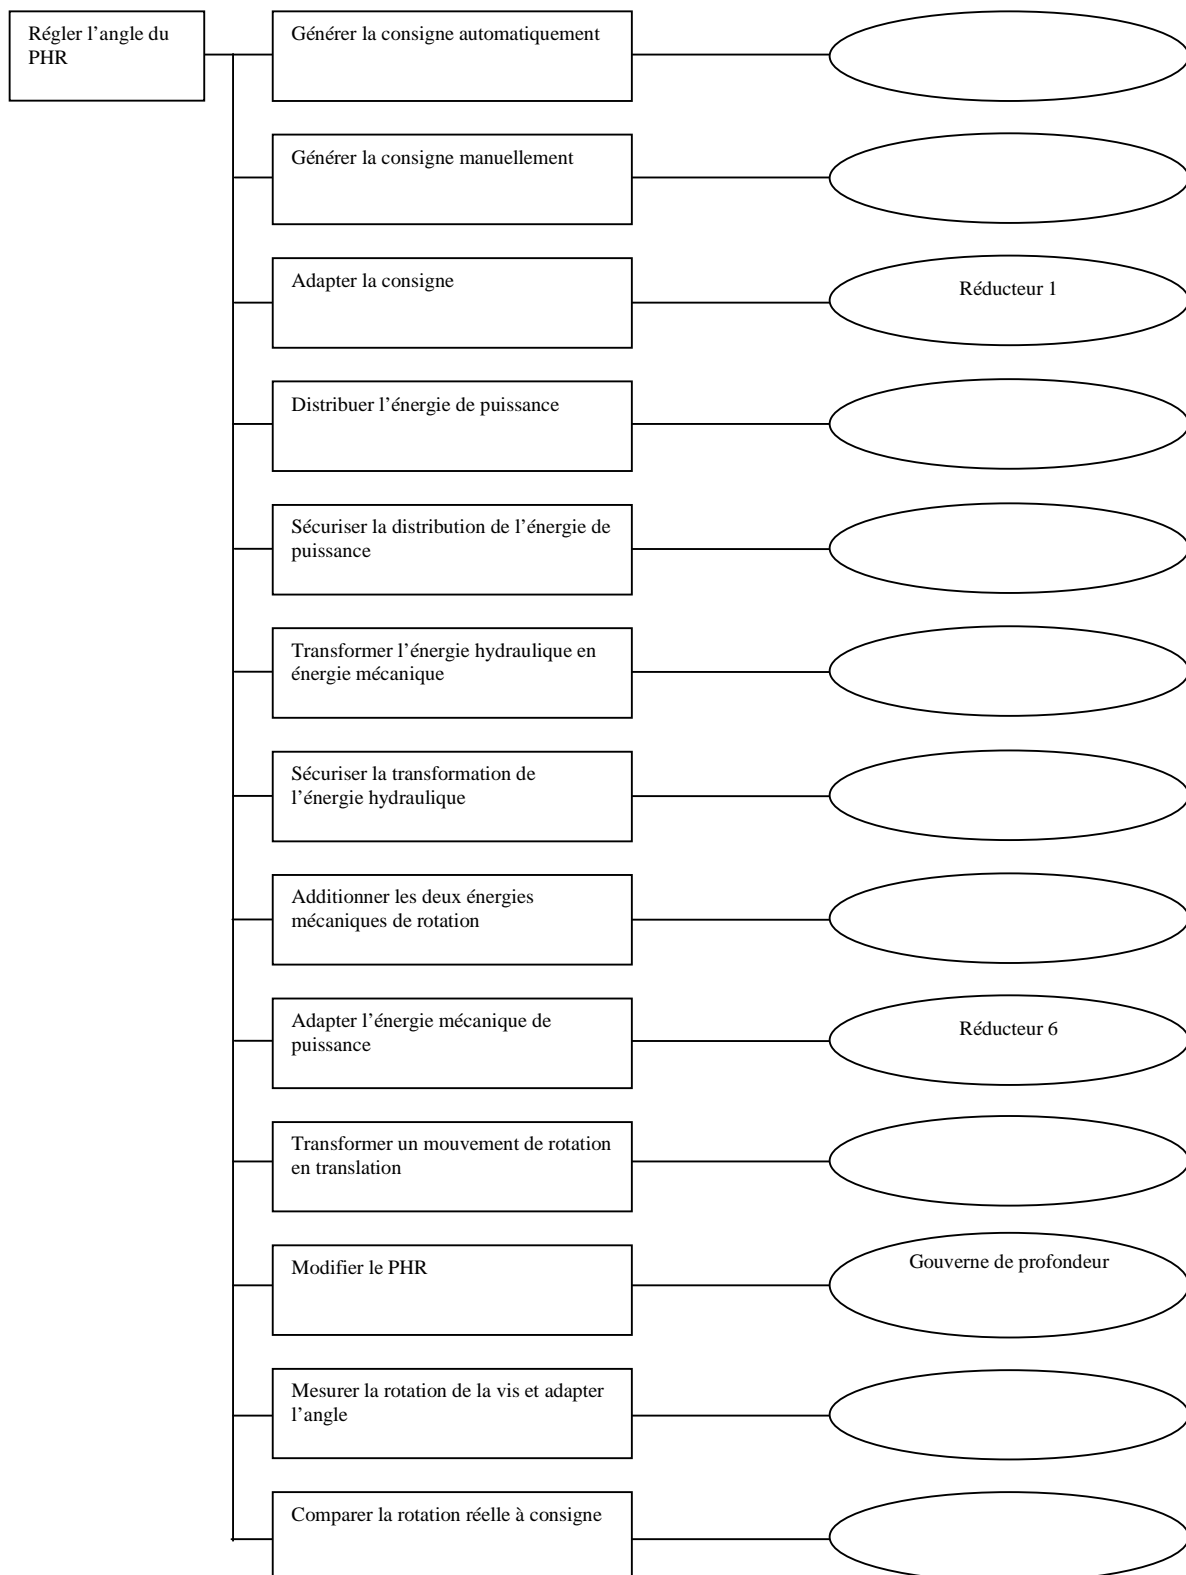 Régler l’angle du
PHR
Générer la consigne automatiquement
Générer la consigne manuellement
Adapter la consigne
Réducteur 1
Distribuer l’énergie de puissance
Sécuriser la distribution de l’énergie de
puissance
Transformer l’énergie hydraulique en
énergie mécanique
Sécuriser la transformation de
l’énergie hydraulique
Additionner les deux énergies
mécaniques de rotation
Adapter l’énergie mécanique de
puissance
Réducteur 6
Transformer un mouvement de rotation
en translation
Modifier le PHR
Gouverne de profondeur
Mesurer la rotation de la vis et adapter
l’angle
Comparer la rotation réelle à consigne